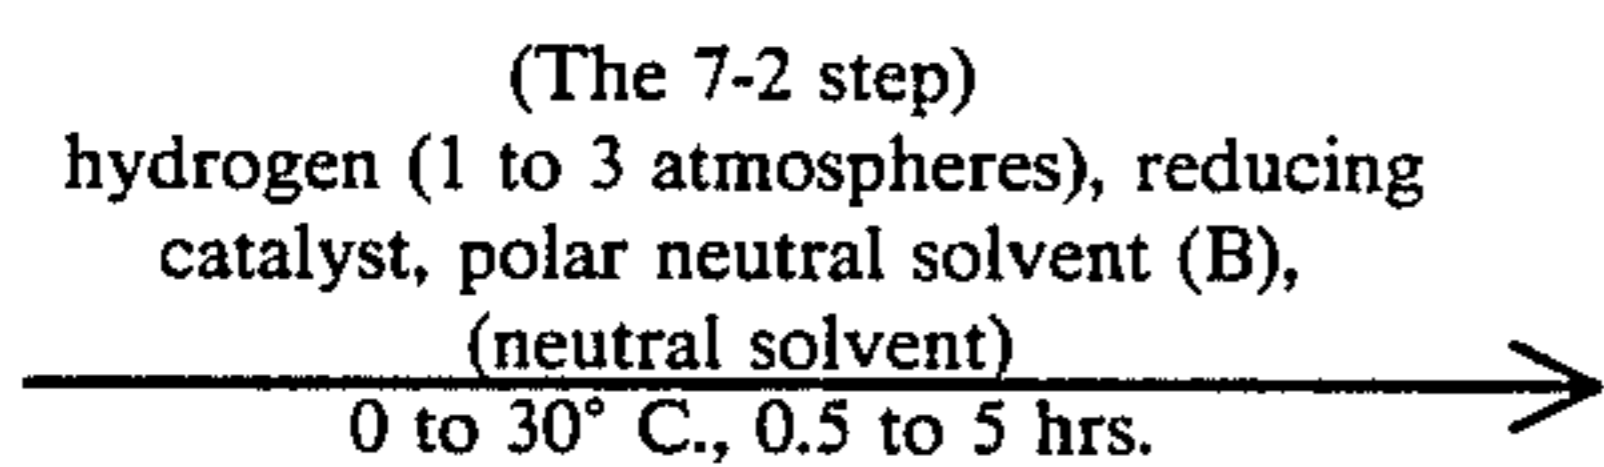 (The 7-2 step)
hydrogen (1 to 3 atmospheres), reducing
catalyst, polar neutral solvent (B),
(neutral solvent)
0 to 30° C., 0.5 to 5 hrs.